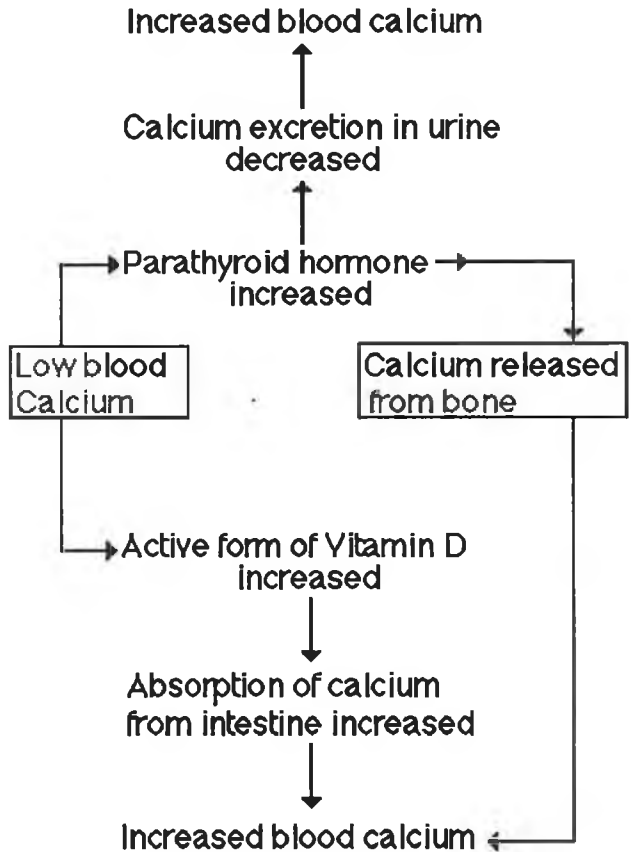 Increased blood calcium
Calcium excretion in urine
decreased
Parathyroid hormone
increased
Low blood
Calcium
Calcium released
from bone
Active form of Vitamin D
increased
Absorption of calcium
from intestine increased
Increased blood calcium